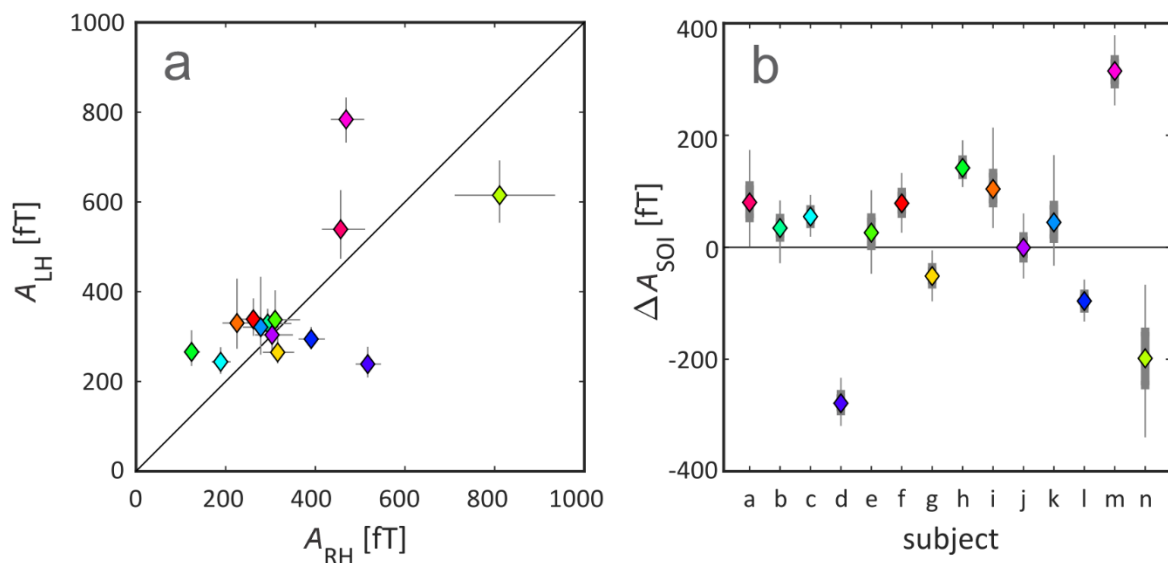 a
1000
800
600
400
200
0
A_LH [fT]
0 200 400 600 800 1000
A_RH [fT]
b
400
200
0
-200
-400
ΔA_SOI [fT]
a b c d e f g h i j k l m n
subject